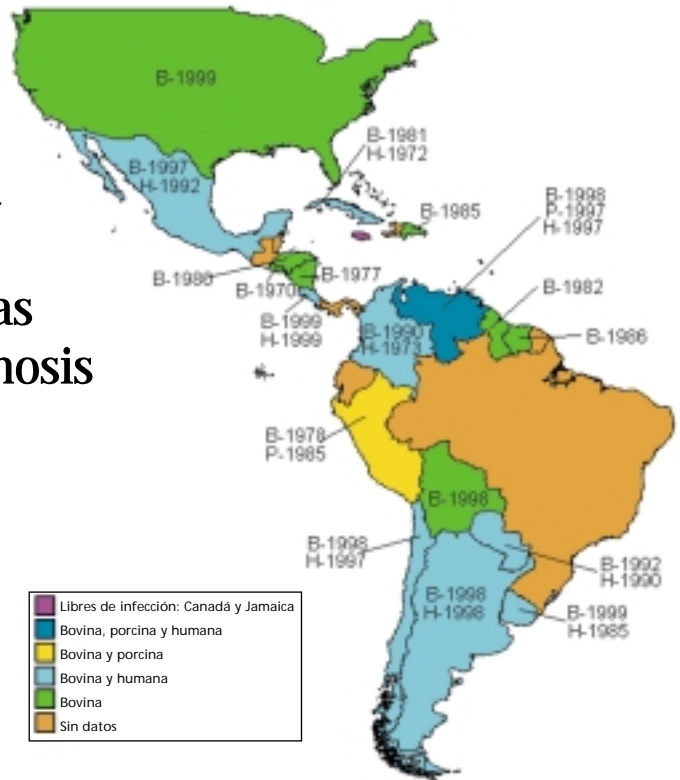 B-1999
B-1981
H-1972
B-1997
H-1992
B-1998
P-1997
H-1997
B-1985
as
B-1977
B-1970
B-1982
B-1999
H-1999
B-1990
H-1973
B-1986
nosis
B-1978
P-1985
B-1998
B-1998
H-1997
B-1992
H-1990
B-1998
H-1998
B-1999
H-1985
Libres de infección: Canadá y Jamaica
Bovina, porcina y humana
Bovina y porcina
Bovina y humana
Bovina
Sin datos